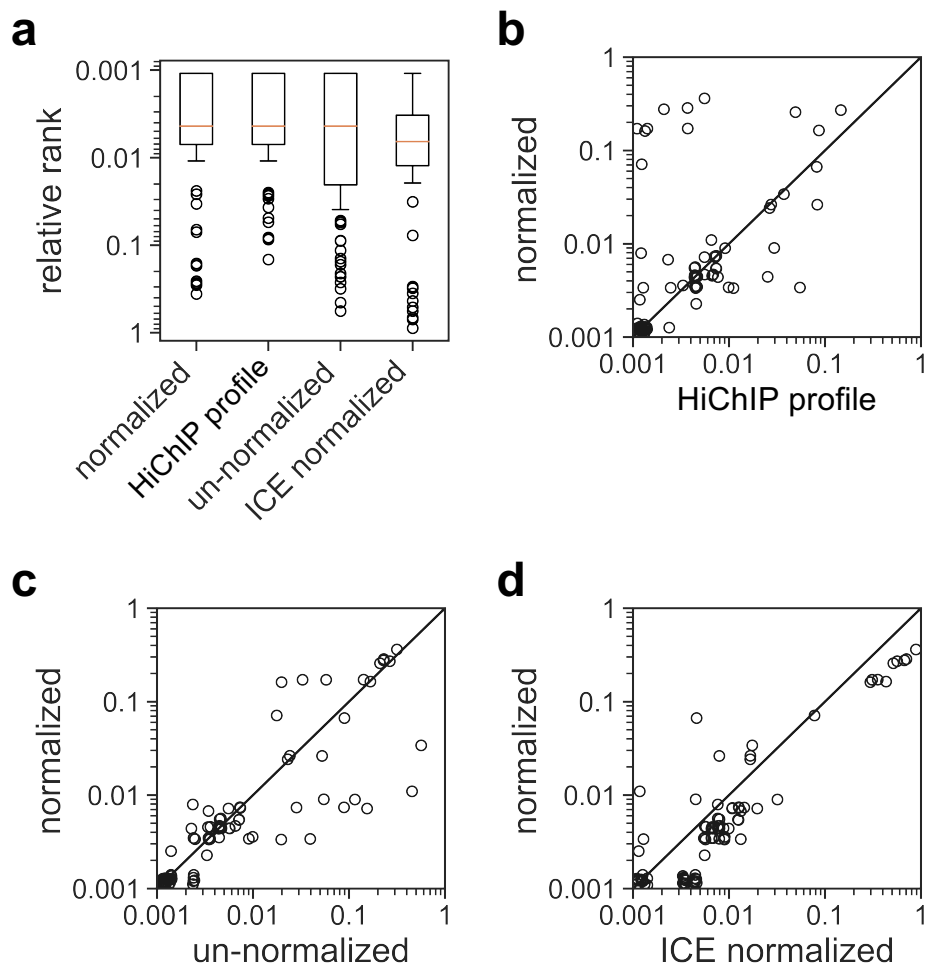 a
0.001
0.01
0.1
1
relative rank
normalized
HiChIP profile
un-normalized
ICE normalized
b
1
0.1
0.01
0.001
normalized
0.001
0.01
0.1
1
HiChIP profile
c
1
0.1
0.01
0.001
normalized
0.001
0.01
0.1
1
un-normalized
d
1
0.1
0.01
0.001
normalized
0.001
0.01
0.1
1
ICE normalized